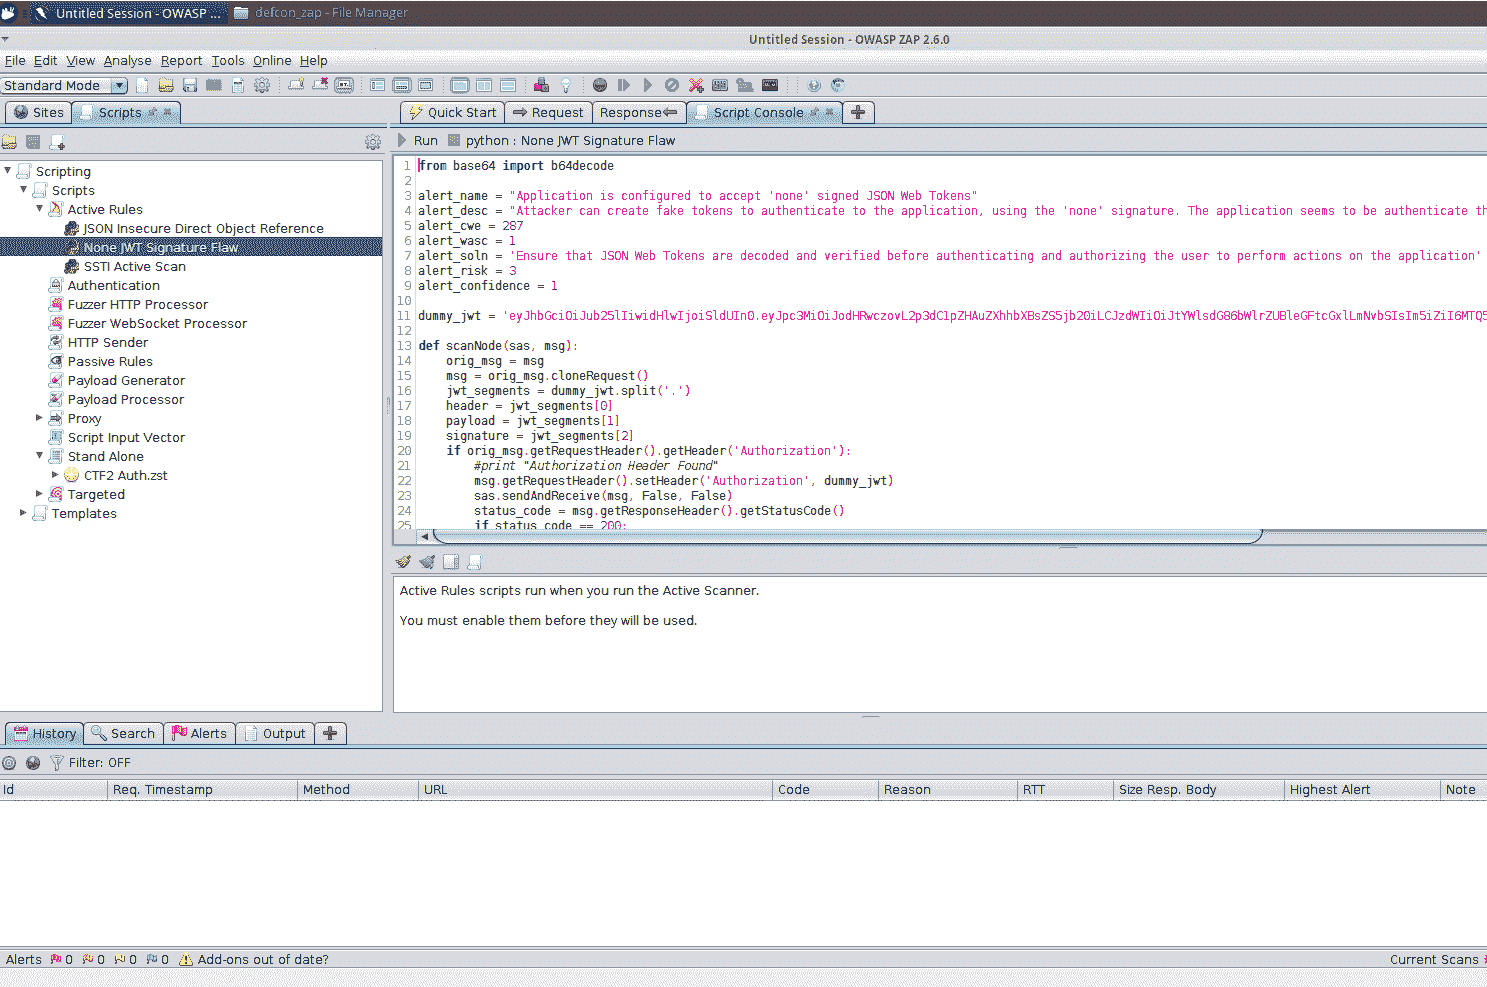 Untitled Session - OWASP ... defcon_zap - File Manager
Untitled Session - OWASP ZAP 2.6.0
File Edit View Analyse Report Tools Online Help
Standard Mode
Sites Scripts Quick Start Request Response Script Console
Run python : None JWT Signature Flaw
Scripting
Scripts
Active Rules
JSON Insecure Direct Object Reference
None JWT Signature Flaw
SSTI Active Scan
Authentication
Fuzzer HTTP Processor
Fuzzer WebSocket Processor
HTTP Sender
Passive Rules
Payload Generator
Payload Processor
Proxy
Script Input Vector
Stand Alone
CTF2 Auth.zst
Targeted
Templates
1 from base64 import b64decode
2
3 alert_name = "Application is configured to accept 'none' signed JSON Web Tokens"
4 alert_desc = "Attacker can create fake tokens to authenticate to the application, using the 'none' signature. The application seems to be authenticate th
5 alert_cwe = 287
6 alert_wasc = 1
7 alert_soln = 'Ensure that JSON Web Tokens are decoded and verified before authenticating and authorizing the user to perform actions on the application'
8 alert_risk = 3
9 alert_confidence = 1
10
11 dummy_jwt =
12
13 def scanNode(sas, msg):
14 orig_msg = msg
15 msg = orig_msg.cloneRequest()
16 jwt_segments = dummy_jwt.split('.')
17 header = jwt_segments[0]
18 payload = jwt_segments[1]
19 signature = jwt_segments[2]
20 if orig_msg.getRequestHeader().getHeader('Authorization'):
21 #print "Authorization Header Found"
22 msg.getRequestHeader().setHeader('Authorization', dummy_jwt)
23 sas.sendAndReceive(msg, False, False)
24 status_code = msg.getResponseHeader().getStatusCode()
25 if status_code == 200:
Active Rules scripts run when you run the Active Scanner.
You must enable them before they will be used.
History Search Alerts Output
Filter: OFF
Id Req. Timestamp Method URL Code Reason RTT Size Resp. Body Highest Alert Note
Alerts 0 0 0 0 Add-ons out of date? Current Scans